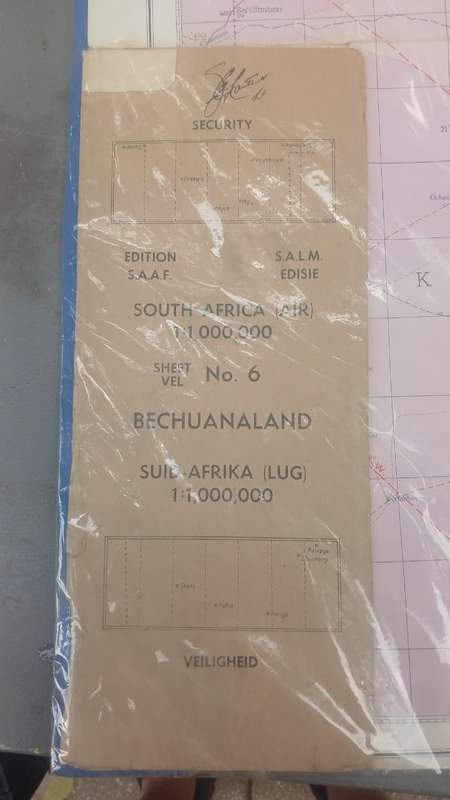 SECURITY
EDITION
S.A.A.F.
S.A.L.M.
EDISIE
SOUTH AFRICA (AIR)
1:1,000,000
SHEET
VEL
No. 6
BECHUANALAND
SUID-AFRIKA (LUG)
1:1,000,000
VEILIGHEID
K